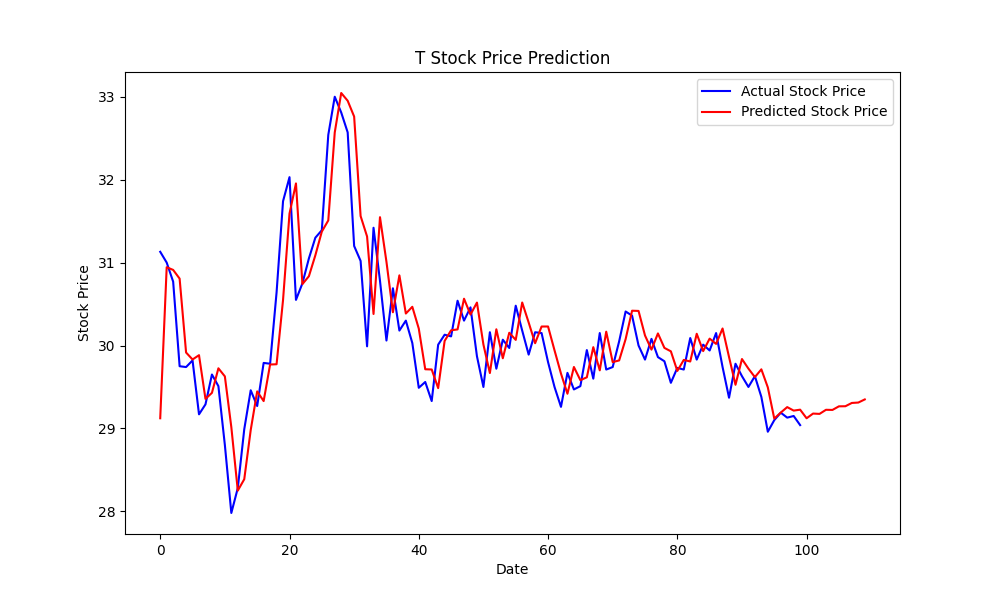 T Stock Price Prediction
Actual Stock Price
Predicted Stock Price
33
32
31
30
29
28
Stock Price
0 20 40 60 80 100
Date